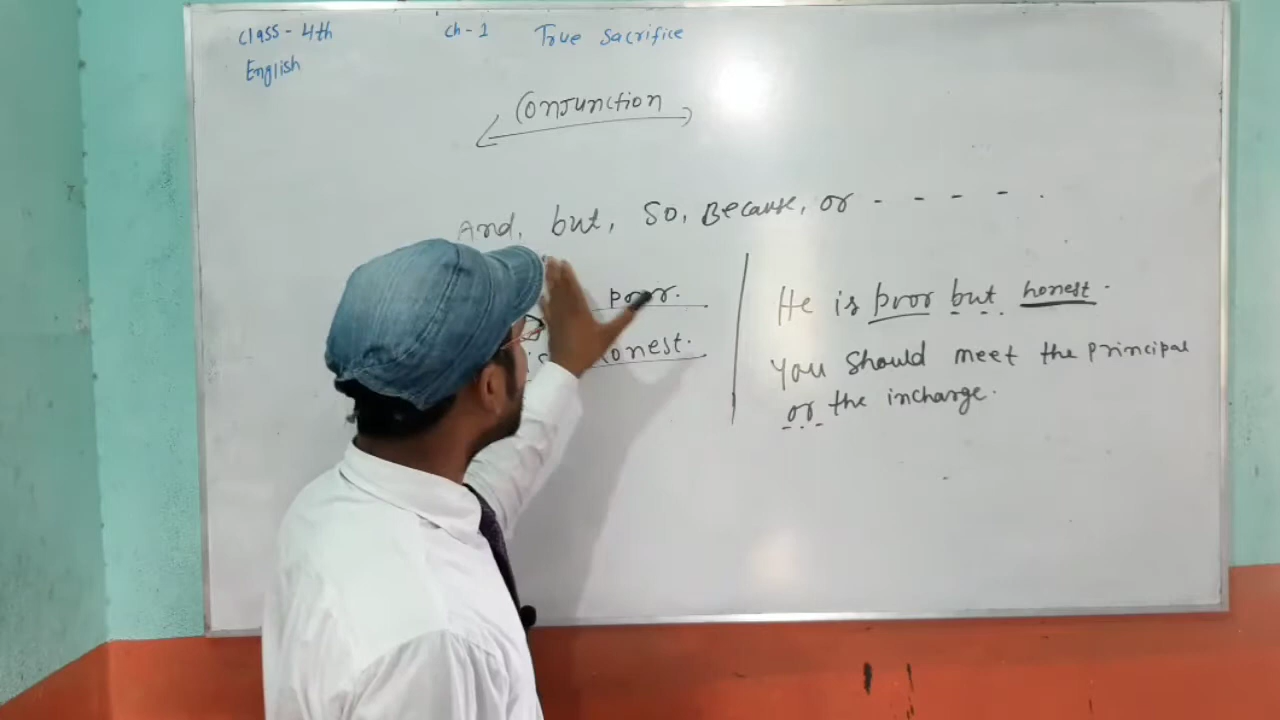 Class - 4th Ch - 1 True Sacrifice
English
Conjunction
And, but, So, Because, or - - - - .
poor.
honest.
He is poor but honest.
You should meet the principal
or the incharge.